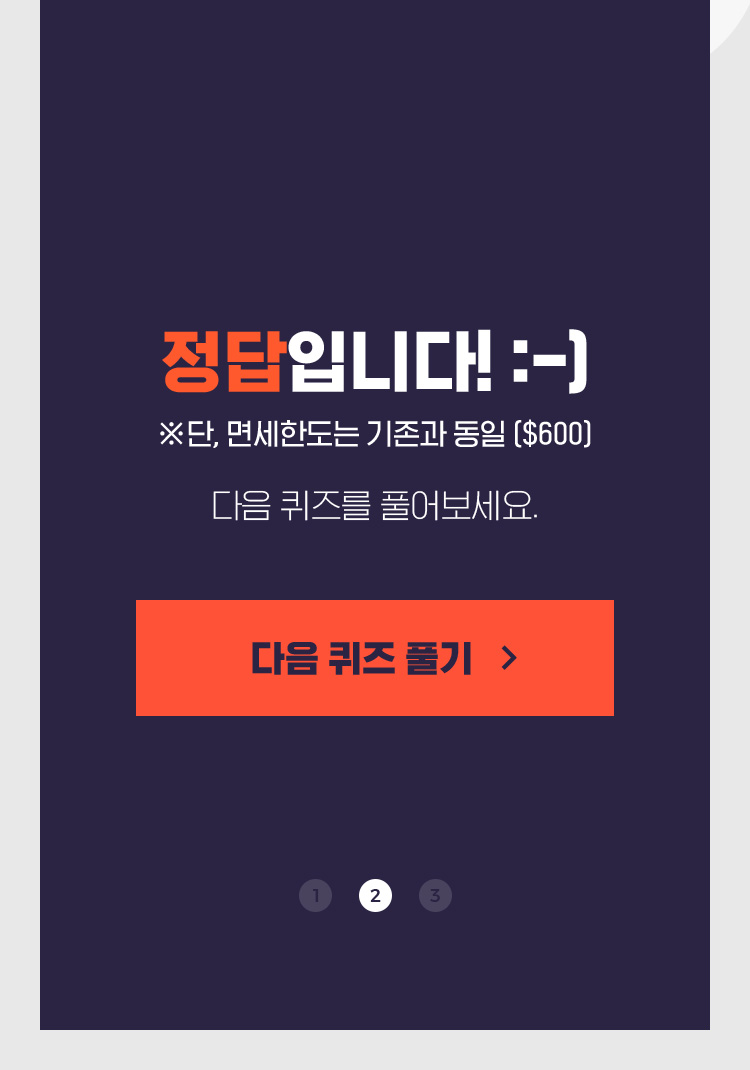 정답입니다! :-)
※단, 면세한도는 기존과 동일 ($600)
다음 퀴즈를 풀어보세요.
다음 퀴즈 풀기 >
1 2 3